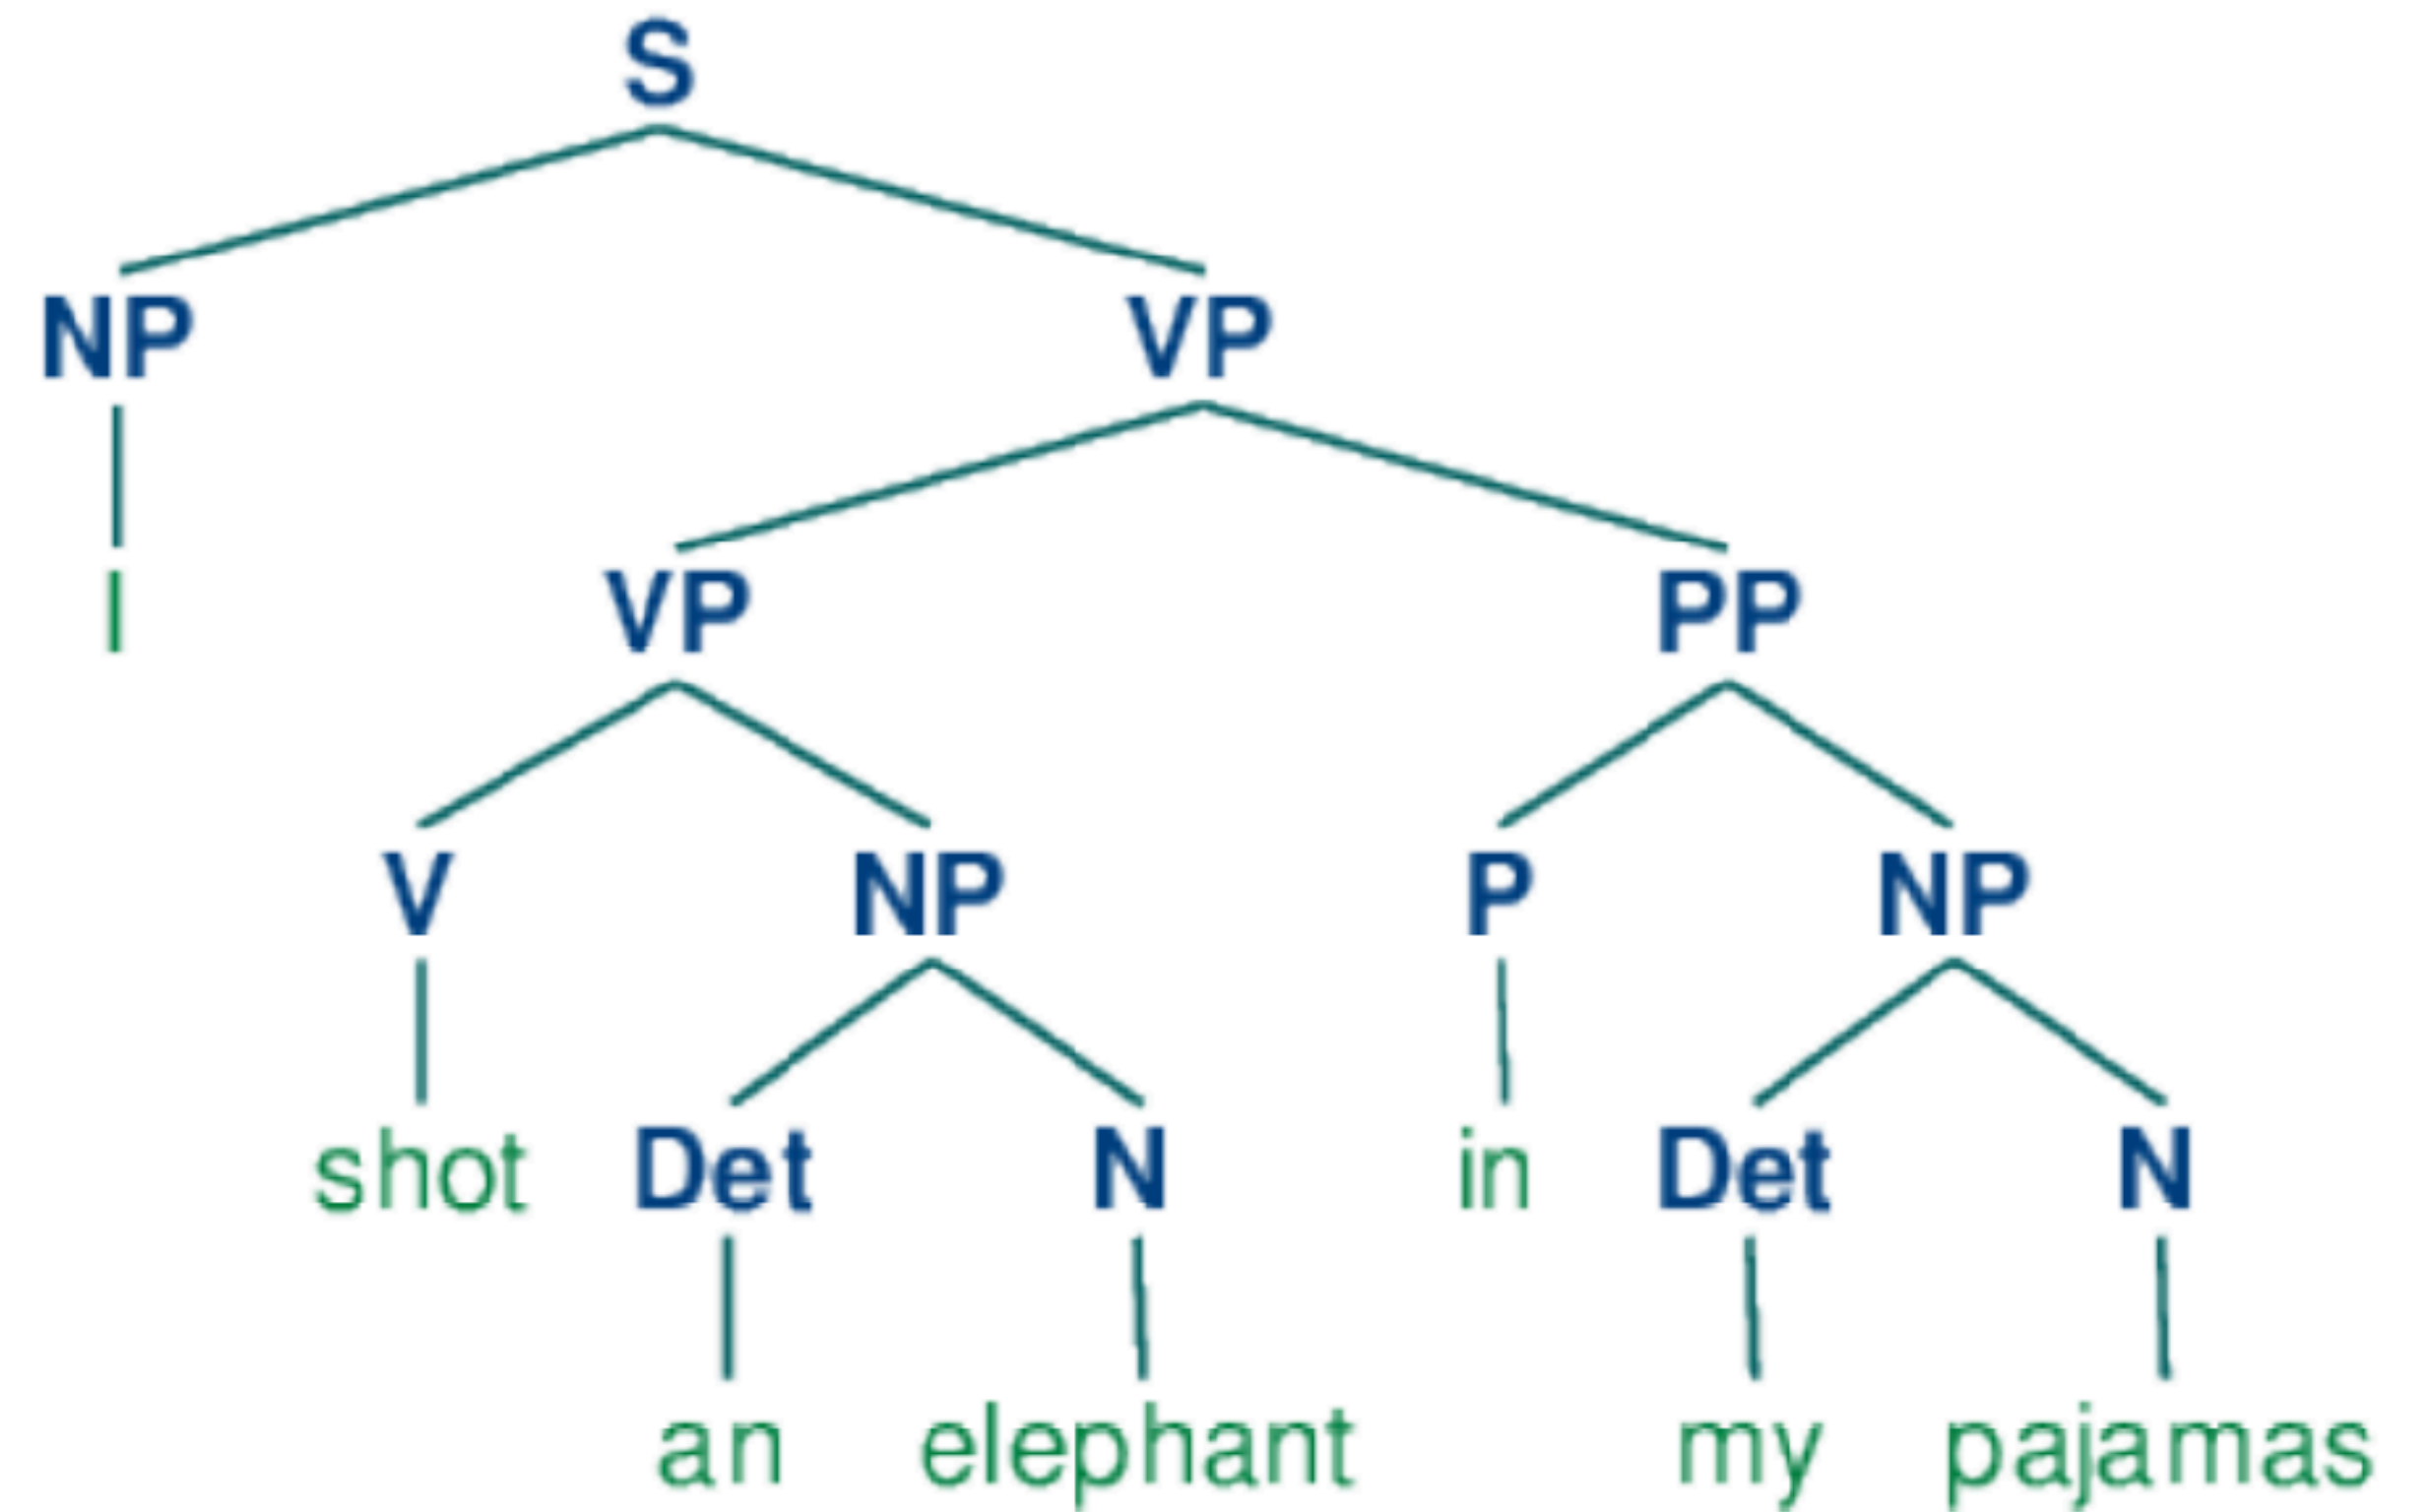 S
NP VP
I VP PP
V NP P NP
shot Det N in Det N
an elephant my pajamas